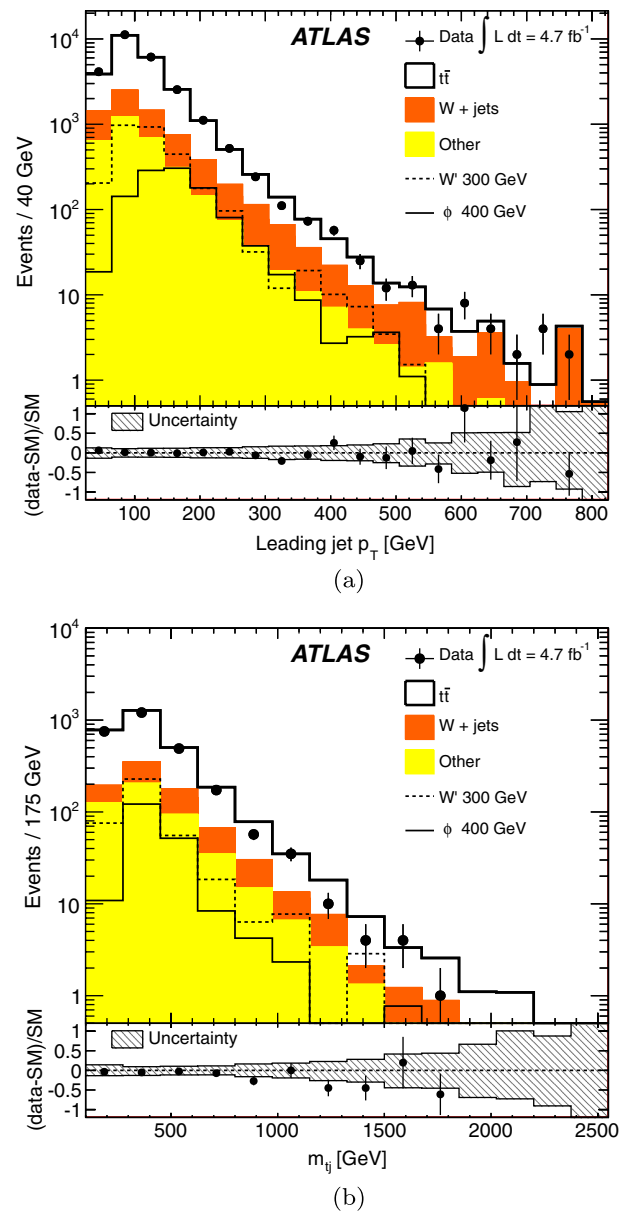 ATLAS
Data ∫ L dt = 4.7 fb⁻¹
tt̄
W + jets
Other
W' 300 GeV
ϕ 400 GeV
Events / 40 GeV
10⁴
10³
10²
10
1
Uncertainty
(data-SM)/SM
1
0.5
0
-0.5
-1
100 200 300 400 500 600 700 800
Leading jet p_T [GeV]
(a)
ATLAS
Data ∫ L dt = 4.7 fb⁻¹
tt̄
W + jets
Other
W' 300 GeV
ϕ 400 GeV
Events / 175 GeV
10⁴
10³
10²
10
1
Uncertainty
(data-SM)/SM
1
0.5
0
-0.5
-1
500 1000 1500 2000 2500
m_tj [GeV]
(b)